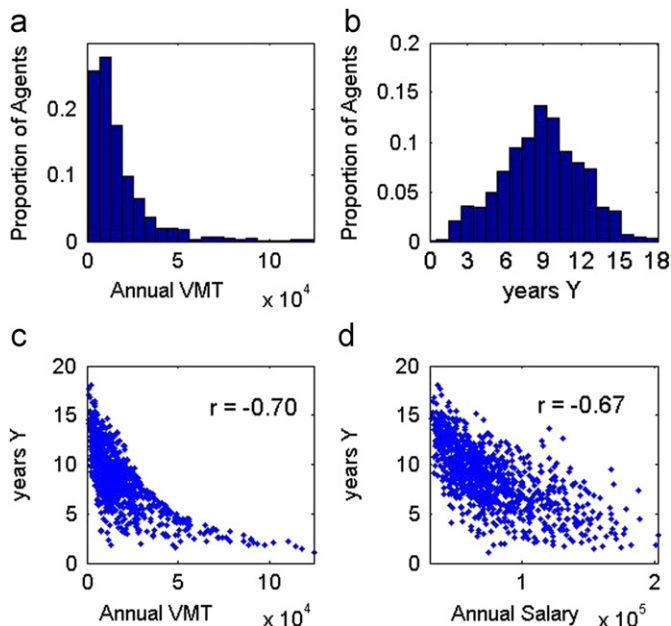 a
b
Proportion of Agents
0.2
0.1
0
0 5 10
Annual VMT
x 10^4
Proportion of Agents
0.2
0.15
0.1
0.05
0
0 3 6 9 12 15 18
years Y
c
d
years Y
20
15
10
5
0
r = -0.70
0 5 10
Annual VMT
x 10^4
years Y
20
15
10
5
0
r = -0.67
1 2
Annual Salary
x 10^5